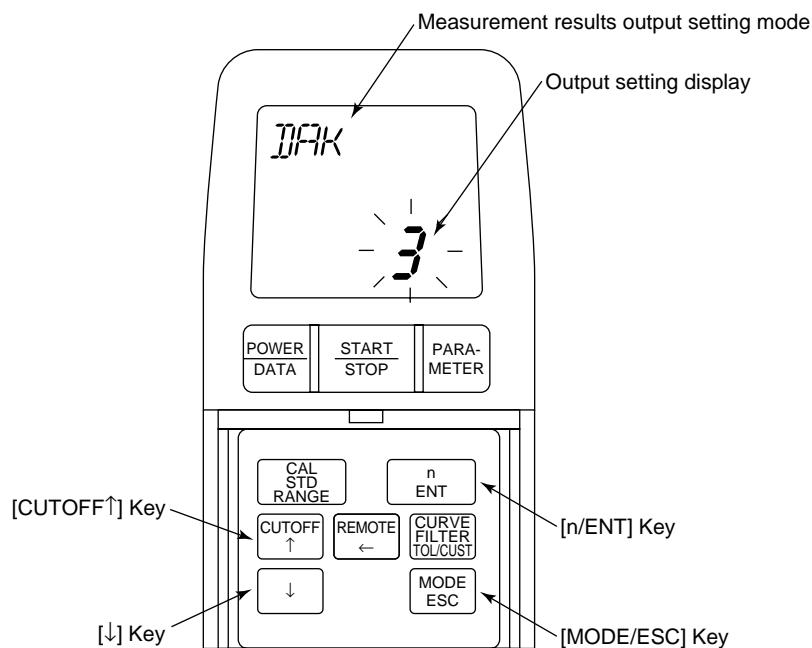 Measurement results output setting mode
Output setting display
DAK
3
POWER
DATA
START
STOP
PARA-
METER
CAL
STD
RANGE
n
ENT
[CUTOFF↑] Key
CUTOFF
↑
REMOTE
←
CURVE
FILTER
TOL/CUST
[n/ENT] Key
↓
MODE
ESC
[↓] Key
[MODE/ESC] Key